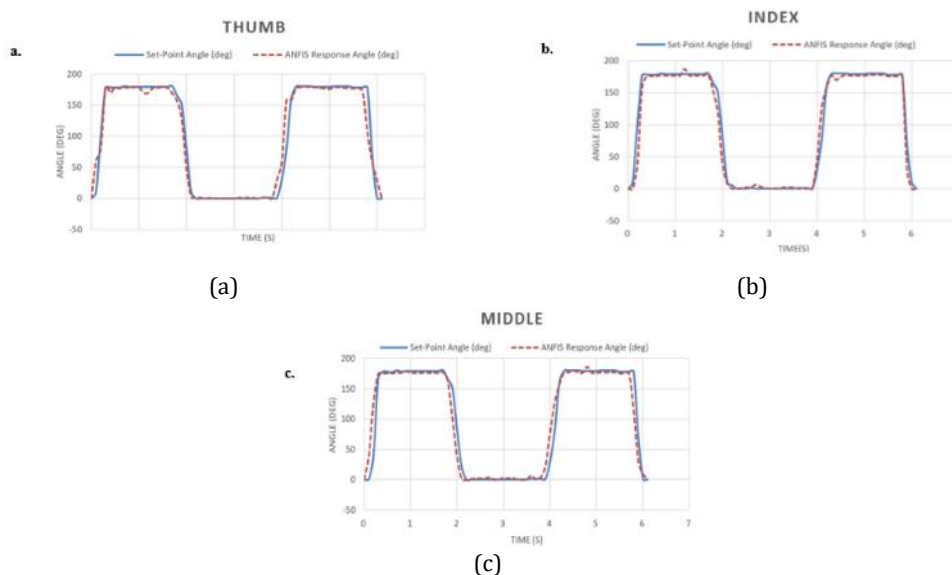 THUMB
a.
Set-Point Angle (deg) ANFIS Response Angle (deg)
200
150
100
50
0
-50
ANGLE (DEG)
TIME (S)
(a)
INDEX
b.
Set-Point Angle (deg) ANFIS Response Angle (deg)
200
150
100
50
0
-50
ANGLE (DEG)
0 1 2 3 4 5 6
TIME(S)
(b)
MIDDLE
Set-Point Angle (deg) ANFIS Response Angle (deg)
c.
200
150
100
50
0
-50
ANGLE (DEG)
0 1 2 3 4 5 6 7
TIME (S)
(c)